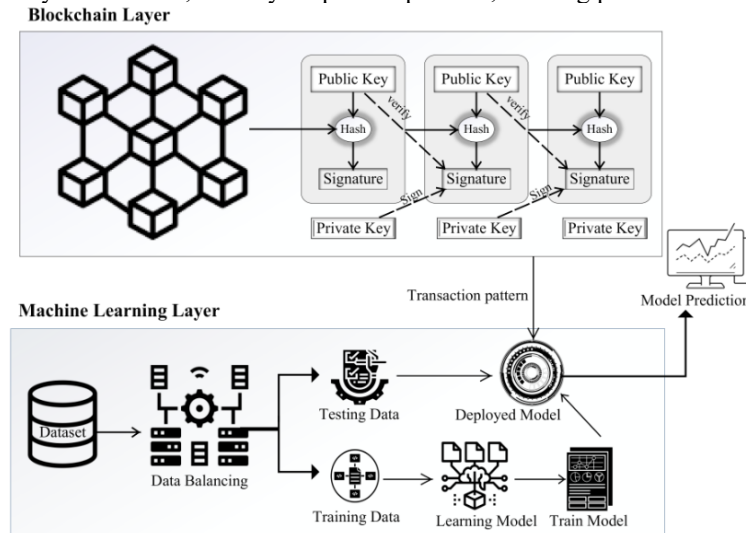 Blockchain Layer
Public Key Public Key Public Key
verify verify
Hash Hash Hash
Signature Signature Signature
Sign Sign
Private Key Private Key Private Key
Transaction pattern
Model Prediction
Machine Learning Layer
Dataset
Testing Data Deployed Model
Data Balancing
Training Data Learning Model Train Model